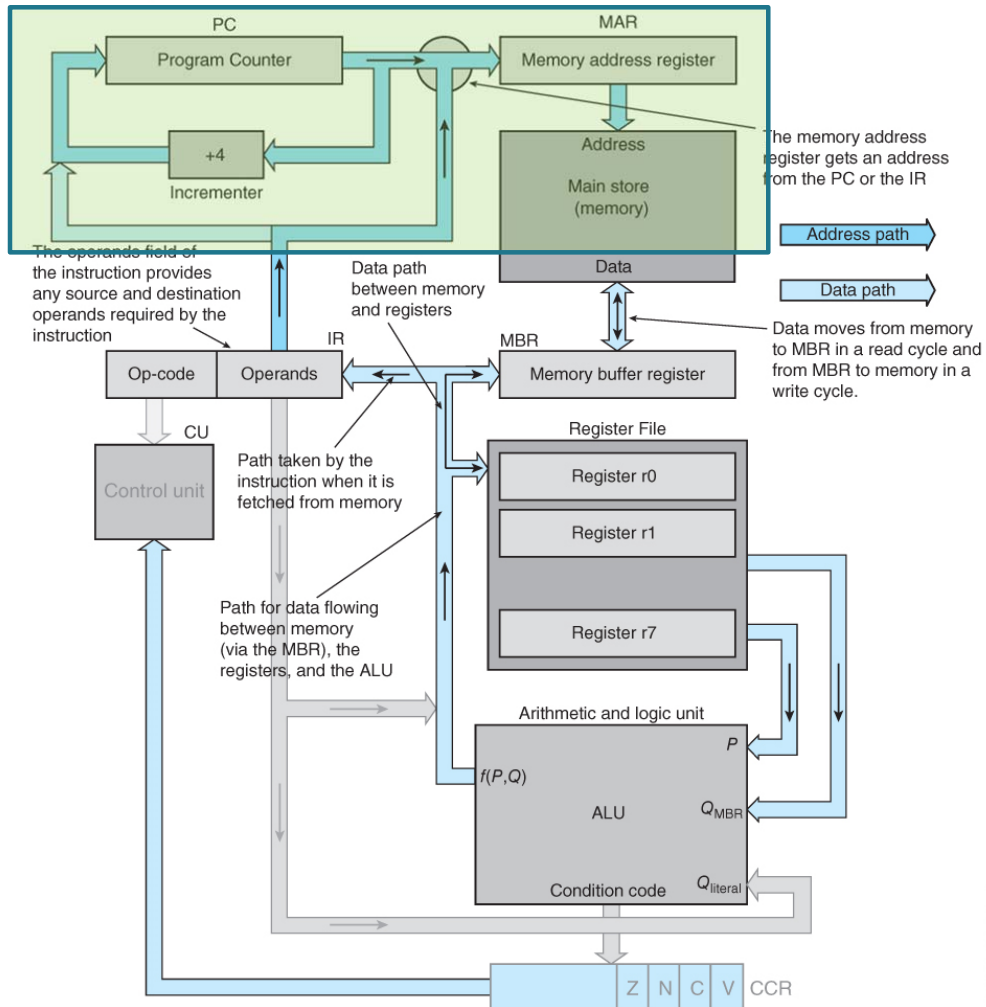 PC
MAR
Program Counter
Memory address register
+4
Incrementer
Address
Main store
(memory)
Data
The memory address
register gets an address
from the PC or the IR
Address path
Data path
The operands field of
the instruction provides
any source and destination
operands required by the
instruction
Data path
between memory
and registers
Data moves from memory
to MBR in a read cycle and
from MBR to memory in a
write cycle.
IR
MBR
Op-code
Operands
Memory buffer register
CU
Control unit
Path taken by the
instruction when it is
fetched from memory
Register File
Register r0
Register r1
Register r7
Path for data flowing
between memory
(via the MBR), the
registers, and the ALU
Arithmetic and logic unit
P
f(P,Q)
ALU
QMBR
Qliteral
Condition code
Z N C V CCR